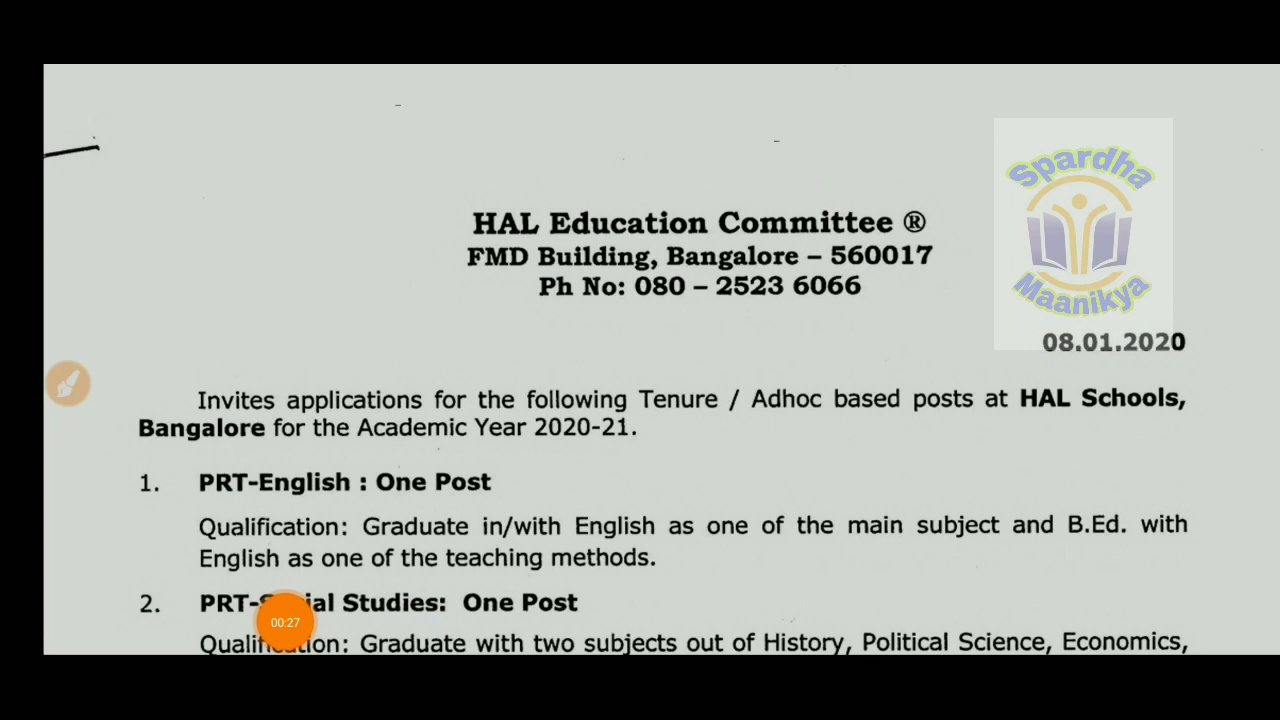 Spardha
Maanikya
HAL Education Committee ®
FMD Building, Bangalore – 560017
Ph No: 080 – 2523 6066
08.01.2020
Invites applications for the following Tenure / Adhoc based posts at HAL Schools,
Bangalore for the Academic Year 2020-21.
1. PRT-English : One Post
Qualification: Graduate in/with English as one of the main subject and B.Ed. with
English as one of the teaching methods.
2. PRT-Social Studies: One Post
00:27
Qualification: Graduate with two subjects out of History, Political Science, Economics,